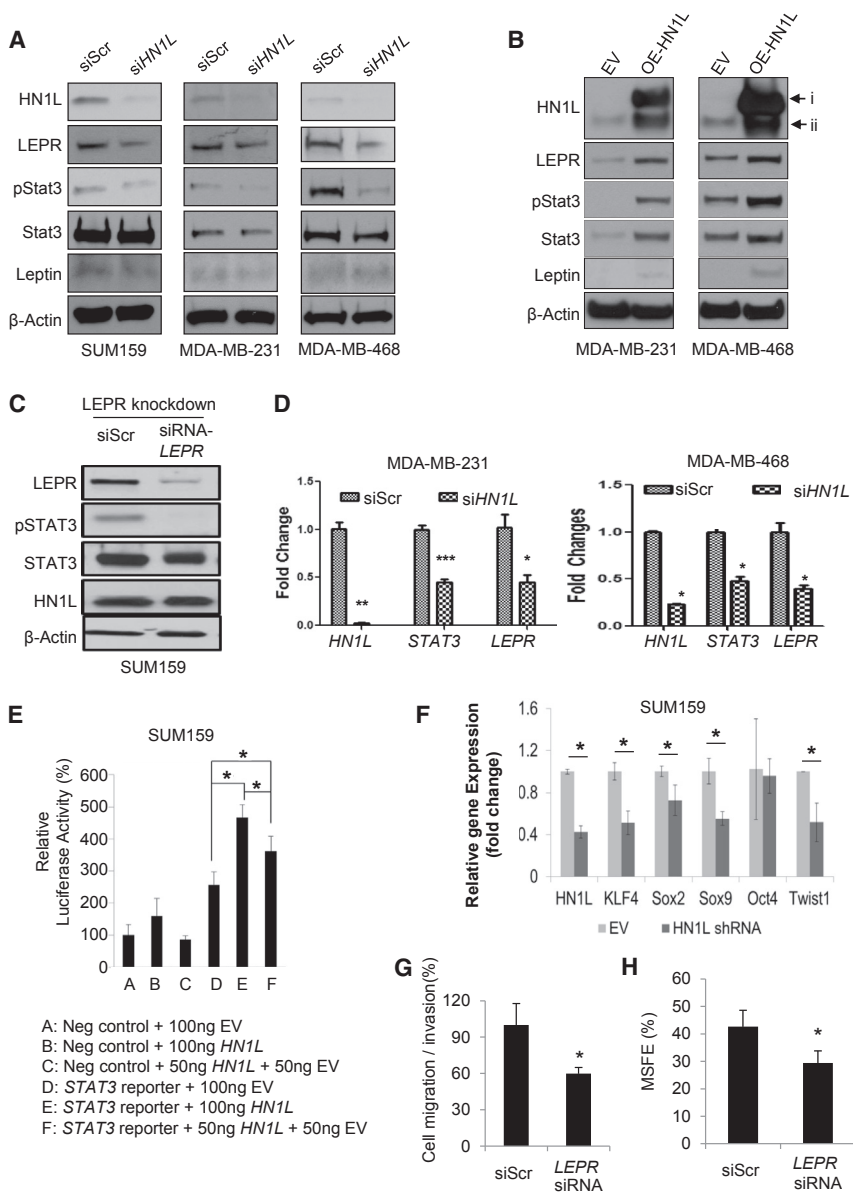 A
siScr siHN1L siScr siHN1L siScr siHN1L
HN1L
LEPR
pStat3
Stat3
Leptin
β-Actin
SUM159 MDA-MB-231 MDA-MB-468
B
EV OE-HN1L EV OE-HN1L
HN1L
i
ii
LEPR
pStat3
Stat3
Leptin
β-Actin
MDA-MB-231 MDA-MB-468
C
LEPR knockdown
siScr siRNA-
LEPR
LEPR
pSTAT3
STAT3
HN1L
β-Actin
SUM159
D
MDA-MB-231
siScr siHN1L
Fold Change
1.5
1.0
0.5
0.0
** *** *
HN1L STAT3 LEPR
MDA-MB-468
siScr siHN1L
Fold Changes
1.5
1.0
0.5
0.0
* * *
HN1L STAT3 LEPR
E
SUM159
Relative
Luciferase Activity (%)
600
500
400
300
200
100
0
*
* *
A B C D E F
A: Neg control + 100ng EV
B: Neg control + 100ng HN1L
C: Neg control + 50ng HN1L + 50ng EV
D: STAT3 reporter + 100ng EV
E: STAT3 reporter + 100ng HN1L
F: STAT3 reporter + 50ng HN1L + 50ng EV
F
SUM159
Relative gene Expression
(fold change)
1.6
1.2
0.8
0.4
0
* * * * *
HN1L KLF4 Sox2 Sox9 Oct4 Twist1
EV HN1L shRNA
G
Cell migration / invasion(%)
120
90
60
30
0
*
siScr LEPR
siRNA
H
MSFE (%)
60
50
40
30
20
10
0
*
siScr LEPR
siRNA